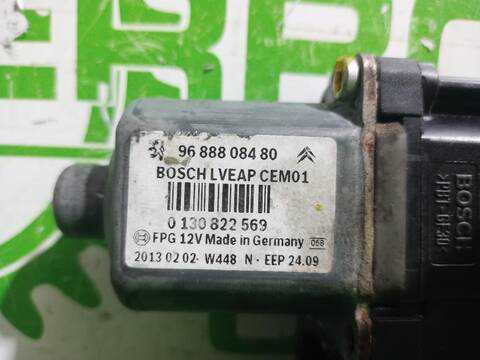 96 888 084 80
BOSCH LVEAP CEM01
0 130 822 569
FPG 12V Made in Germany 068
2013 02 02 · W448 N · EEP 24.09
BOSCH